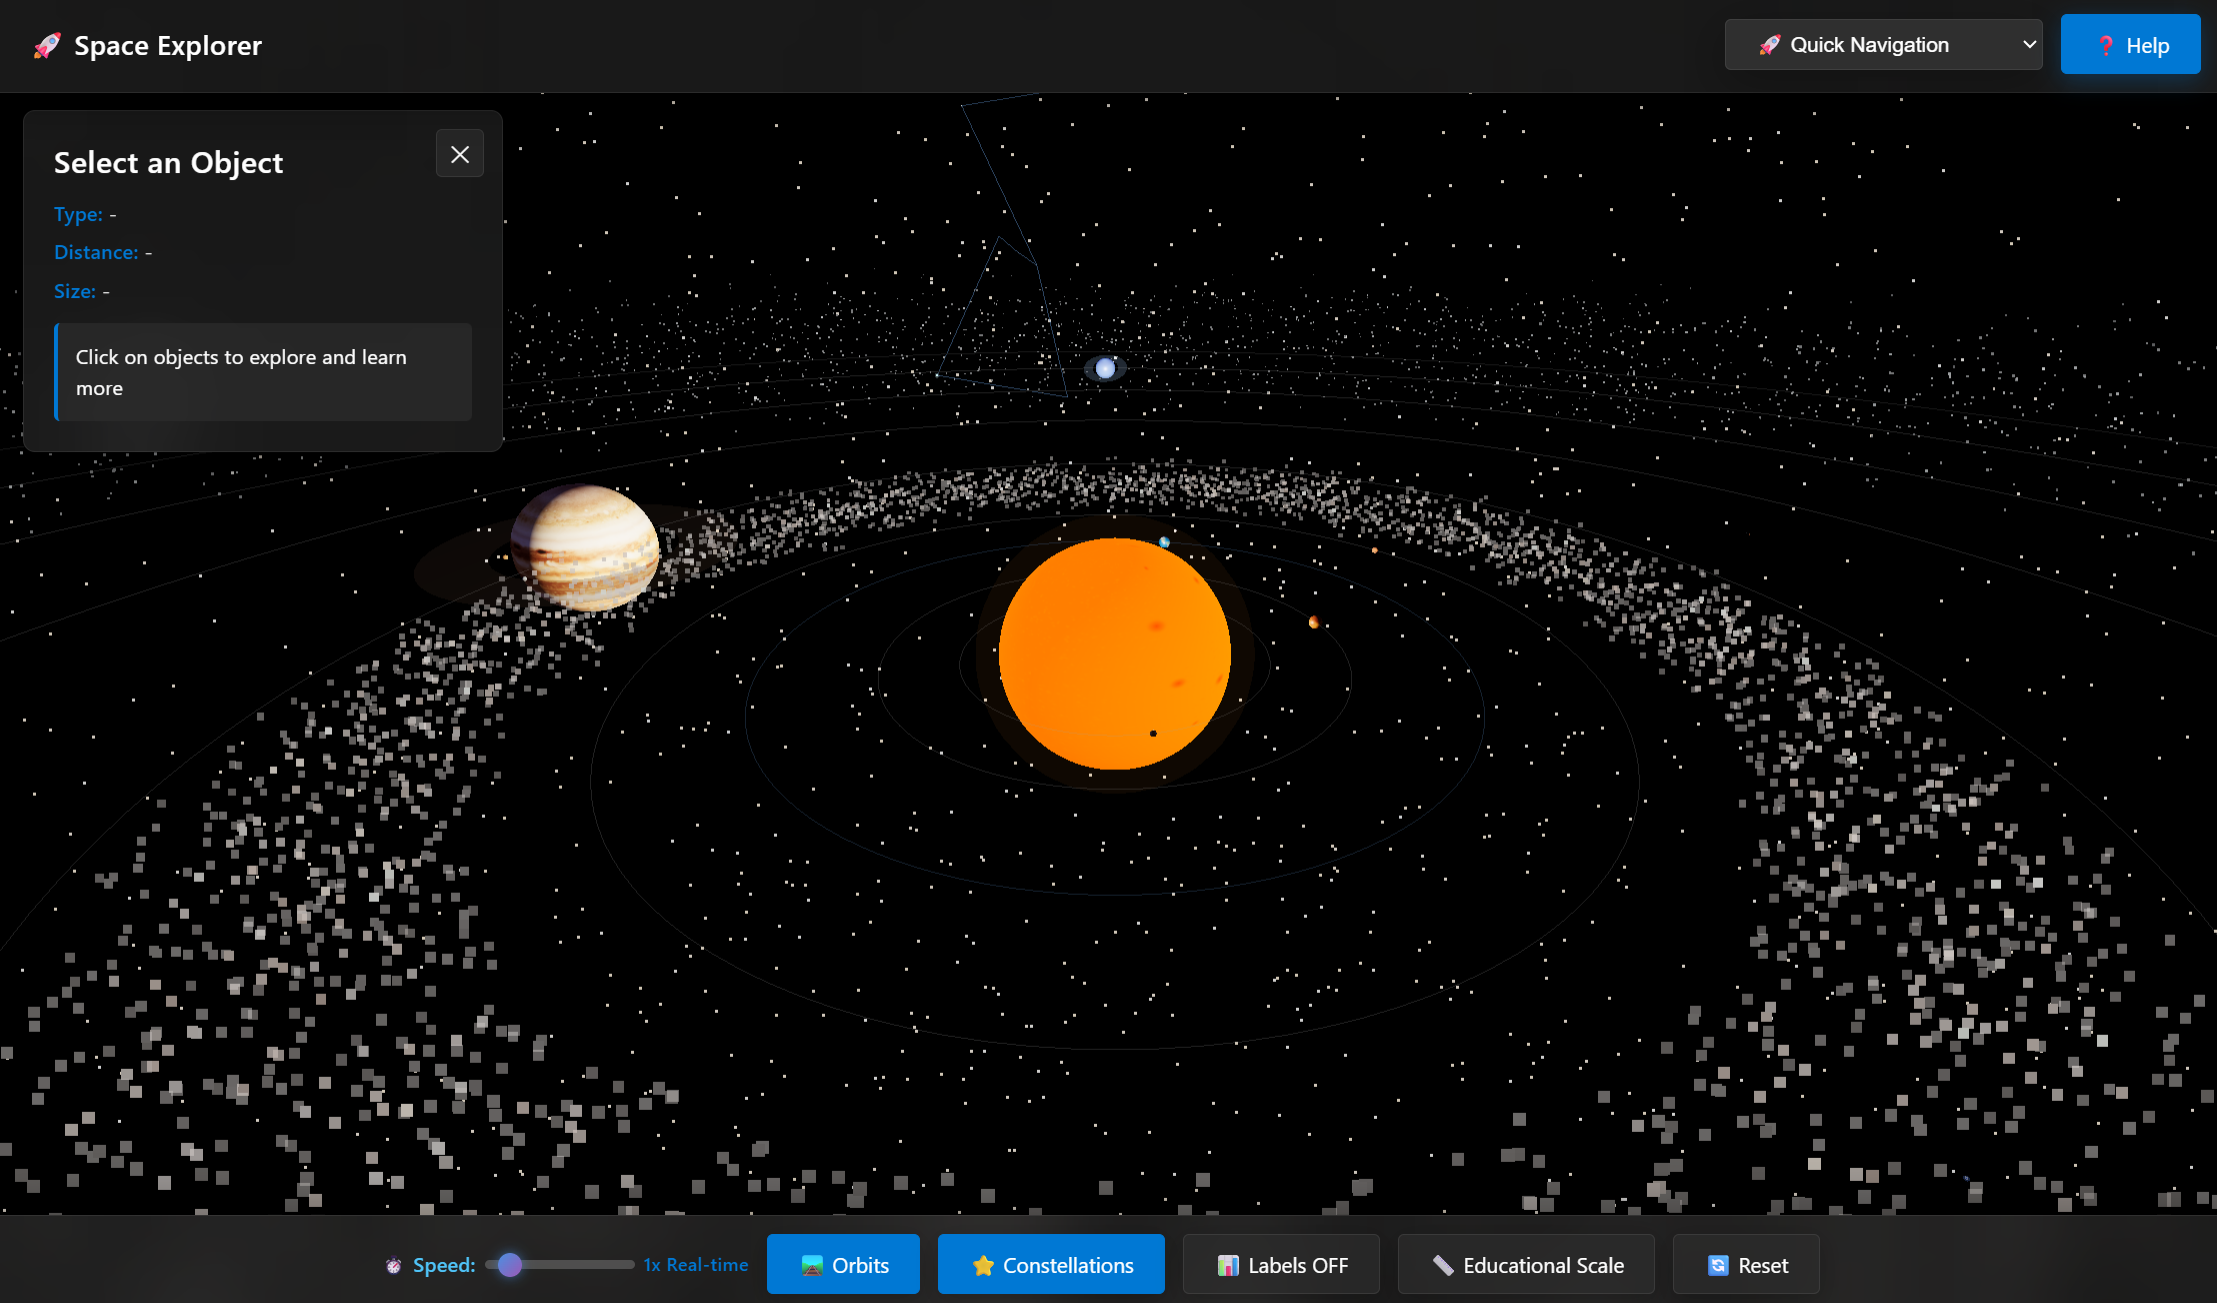 Space Explorer
Quick Navigation
Help
Select an Object
Type: -
Distance: -
Size: -
Click on objects to explore and learn
more
Speed:
1x Real-time
Orbits
Constellations
Labels OFF
Educational Scale
Reset